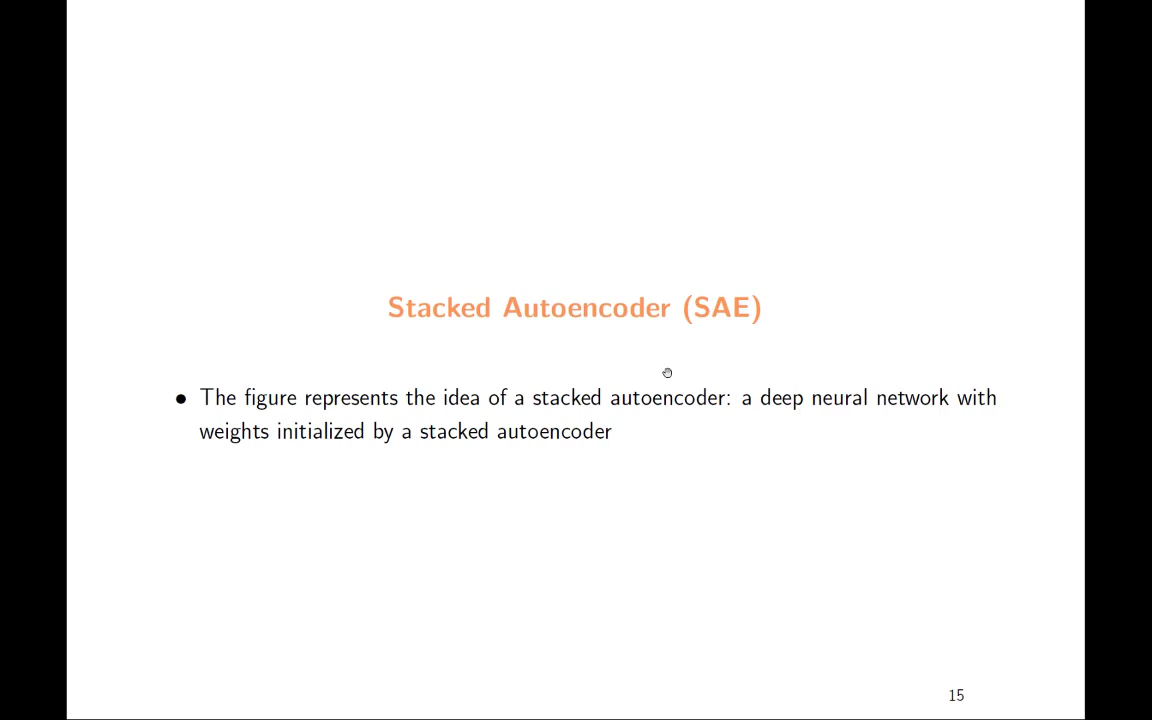 Stacked Autoencoder (SAE)
• The figure represents the idea of a stacked autoencoder: a deep neural network with
weights initialized by a stacked autoencoder
15